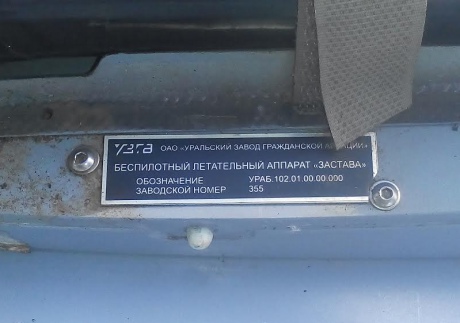 УЗГА ОАО «УРАЛЬСКИЙ ЗАВОД ГРАЖДАНСКОЙ АВИАЦИИ»
БЕСПИЛОТНЫЙ ЛЕТАТЕЛЬНЫЙ АППАРАТ «ЗАСТАВА»
ОБОЗНАЧЕНИЕ УРАБ.102.01.00.00.000
ЗАВОДСКОЙ НОМЕР 355